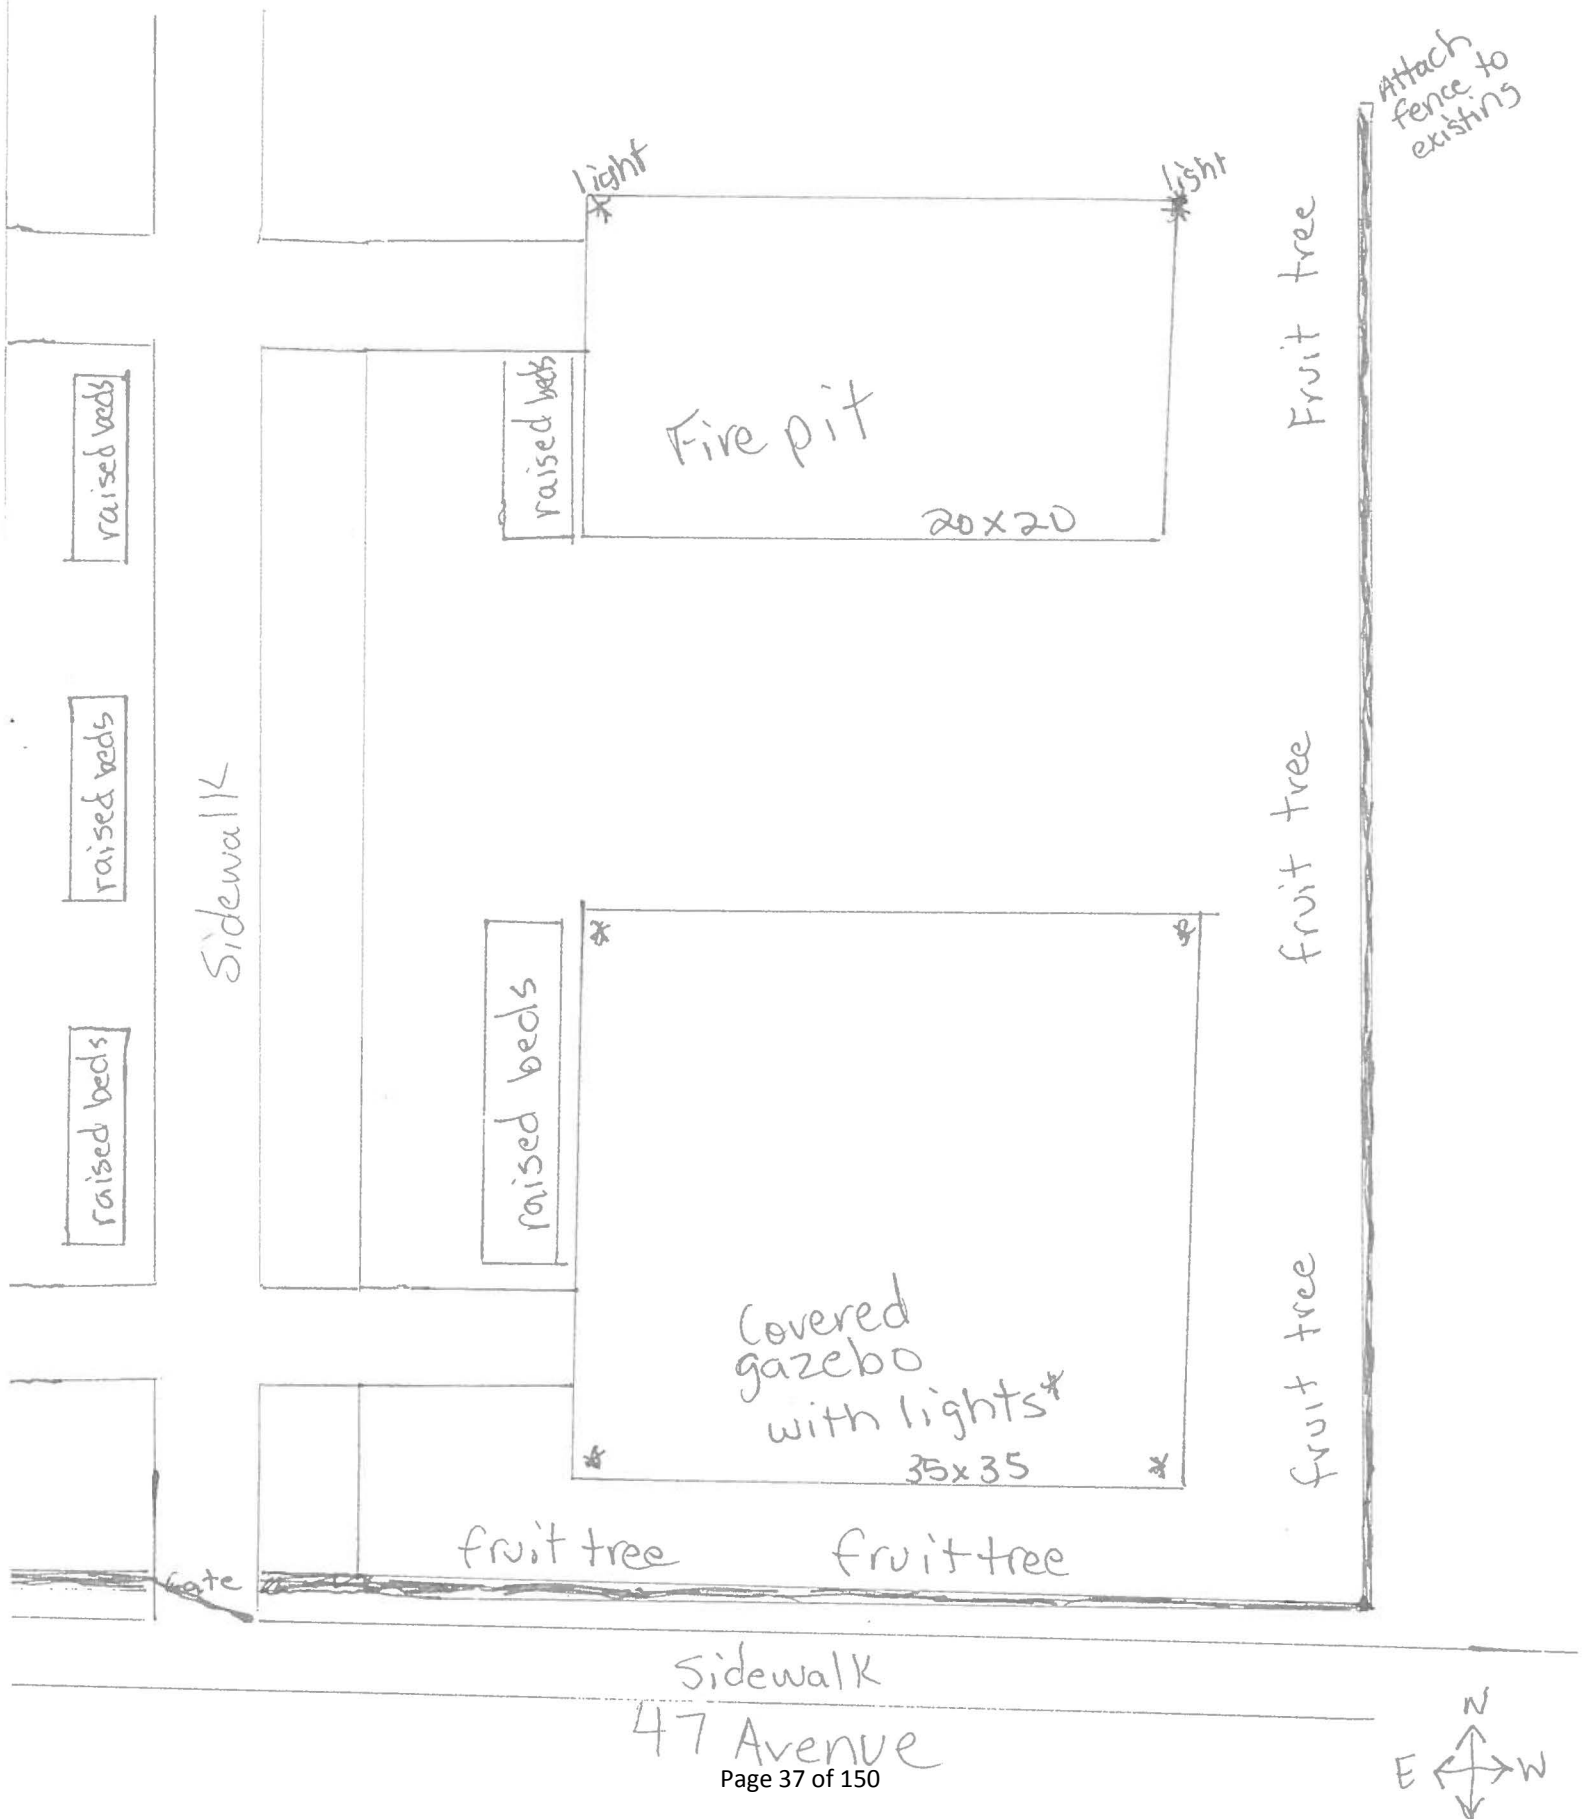 Attach
fence to
existing
light
light
Fruit tree
raised beds
raised beds
Fire pit
20x20
raised beds
Sidewalk
fruit tree
*
*
raised beds
raised beds
Covered
gazebo
with lights*
35x35
*
*
fruit tree
fruit tree
fruit tree
Gate
Sidewalk
47 Avenue
Page 37 of 150
N
E
W